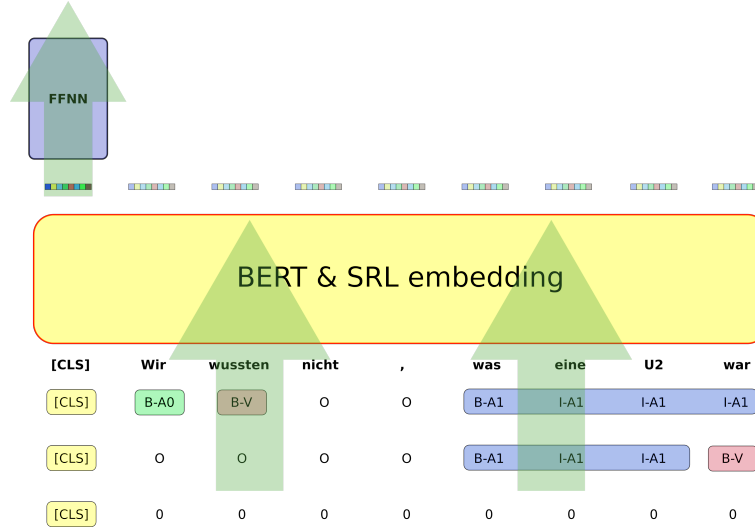 FFNN
BERT & SRL embedding
[CLS] Wir wussten nicht , was eine U2 war
[CLS] B-A0 B-V O O B-A1 I-A1 I-A1 I-A1
[CLS] O O O O B-A1 I-A1 I-A1 B-V
[CLS] 0 0 0 0 0 0 0 0